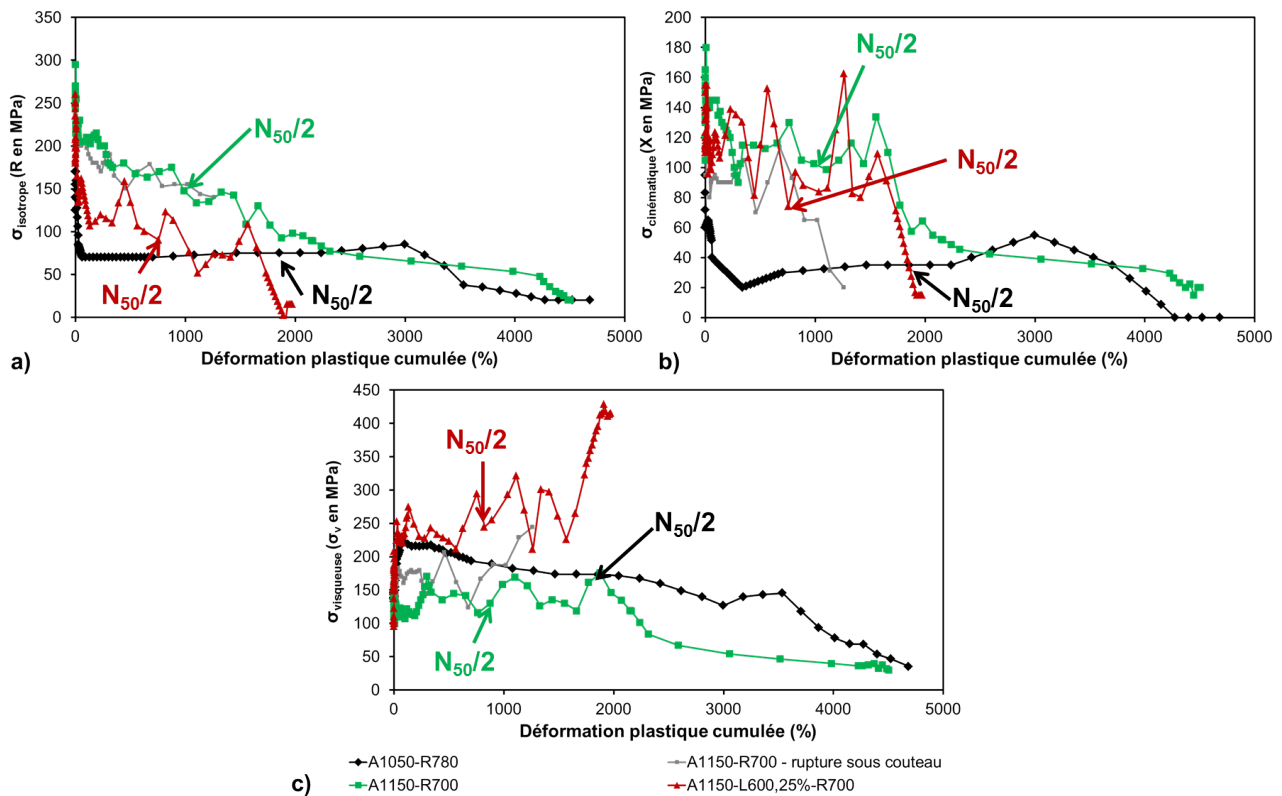 a)
σisotrope (R en MPa)
350
300
250
200
150
100
50
0
0 1000 2000 3000 4000 5000
Déformation plastique cumulée (%)
N50/2
N50/2
N50/2
b)
σcinématique (X en MPa)
200
180
160
140
120
100
80
60
40
20
0
0 1000 2000 3000 4000 5000
Déformation plastique cumulée (%)
N50/2
N50/2
N50/2
c)
σvisqueuse (σv en MPa)
450
400
350
300
250
200
150
100
50
0
0 1000 2000 3000 4000 5000
Déformation plastique cumulée (%)
N50/2
N50/2
N50/2
A1050-R780
A1150-R700 - rupture sous couteau
A1150-R700
A1150-L600,25%-R700